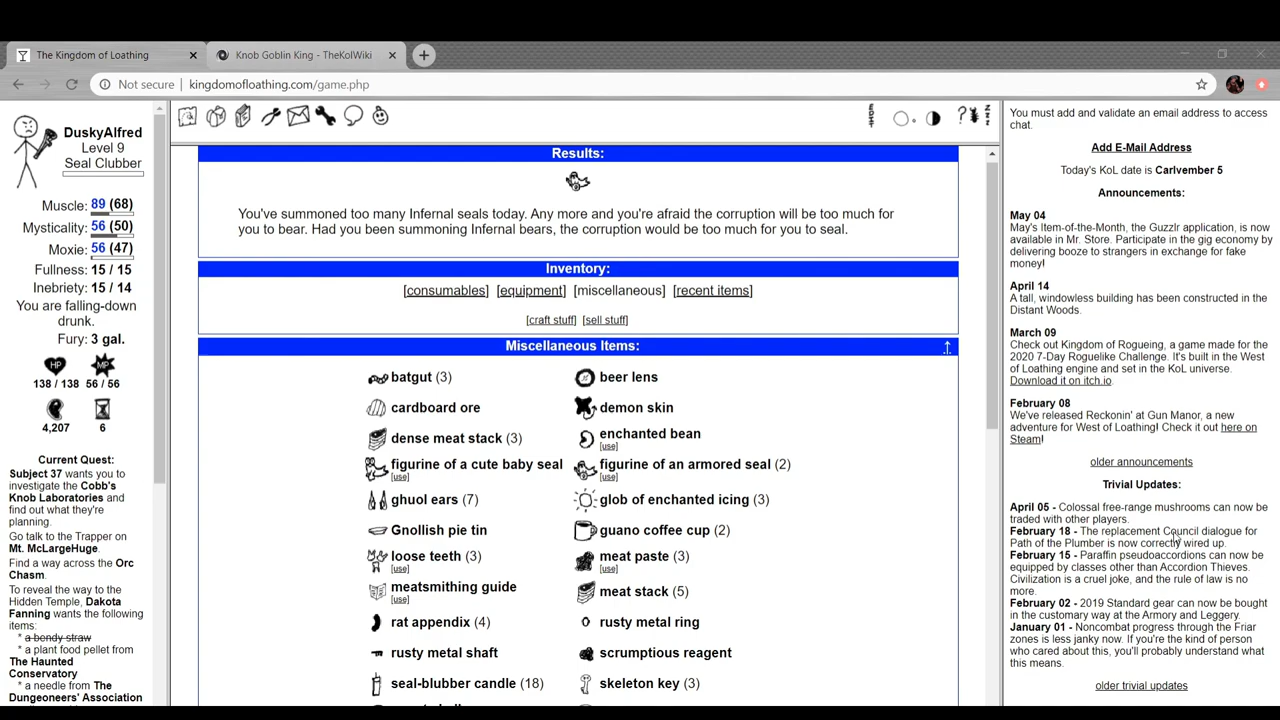 The Kingdom of Loathing
Knob Goblin King - TheKolWiki
Not secure
kingdomofloathing.com/game.php
DuskyAlfred
Level 9
Seal Clubber
Muscle: 89 (68)
Mysticality: 56 (50)
Moxie: 56 (47)
Fullness: 15 / 15
Inebriety: 15 / 14
You are falling-down
drunk.
Fury: 3 gal.
HP MP
138 / 138 56 / 56
4,207 6
Current Quest:
Subject 37 wants you to
investigate the Cobb's
Knob Laboratories and
find out what they're
planning.
Go talk to the Trapper on
Mt. McLargeHuge.
Find a way across the Orc
Chasm.
To reveal the way to the
Hidden Temple, Dakota
Fanning wants the following
items:
* a bendy straw
* a plant food pellet from
The Haunted
Conservatory
* a needle from The
Dungeoneers' Association
Results:
You've summoned too many Infernal seals today. Any more and you're afraid the corruption will be too much for
you to bear. Had you been summoning Infernal bears, the corruption would be too much for you to seal.
Inventory:
[consumables] [equipment] [miscellaneous] [recent items]
[craft stuff] [sell stuff]
Miscellaneous Items:
batgut (3) beer lens
cardboard ore demon skin
dense meat stack (3) enchanted bean
[use]
figurine of a cute baby seal figurine of an armored seal (2)
[use] [use]
ghuol ears (7) glob of enchanted icing (3)
Gnollish pie tin guano coffee cup (2)
loose teeth (3) meat paste (3)
[use] [use]
meatsmithing guide meat stack (5)
[use]
rat appendix (4) rusty metal ring
rusty metal shaft scrumptious reagent
seal-blubber candle (18) skeleton key (3)
EDIT
You must add and validate an email address to access
chat.
Add E-Mail Address
Today's KoL date is Carlvember 5
Announcements:
May 04
May's Item-of-the-Month, the Guzzlr application, is now
available in Mr. Store. Participate in the gig economy by
delivering booze to strangers in exchange for fake
money!
April 14
A tall, windowless building has been constructed in the
Distant Woods.
March 09
Check out Kingdom of Rogueing, a game made for the
2020 7-Day Roguelike Challenge. It's built in the West
of Loathing engine and set in the KoL universe.
Download it on itch.io.
February 08
We've released Reckonin' at Gun Manor, a new
adventure for West of Loathing! Check it out here on
Steam!
older announcements
Trivial Updates:
April 05 - Colossal free-range mushrooms can now be
traded with other players.
February 18 - The replacement Council dialogue for
Path of the Plumber is now correctly wired up.
February 15 - Paraffin pseudoaccordions can now be
equipped by classes other than Accordion Thieves.
Civilization is a cruel joke, and the rule of law is no
more.
February 02 - 2019 Standard gear can now be bought
in the customary way at the Armory and Leggery.
January 01 - Noncombat progress through the Friar
zones is less janky now. If you're the kind of person
who cared about this, you'll probably understand what
this means.
older trivial updates